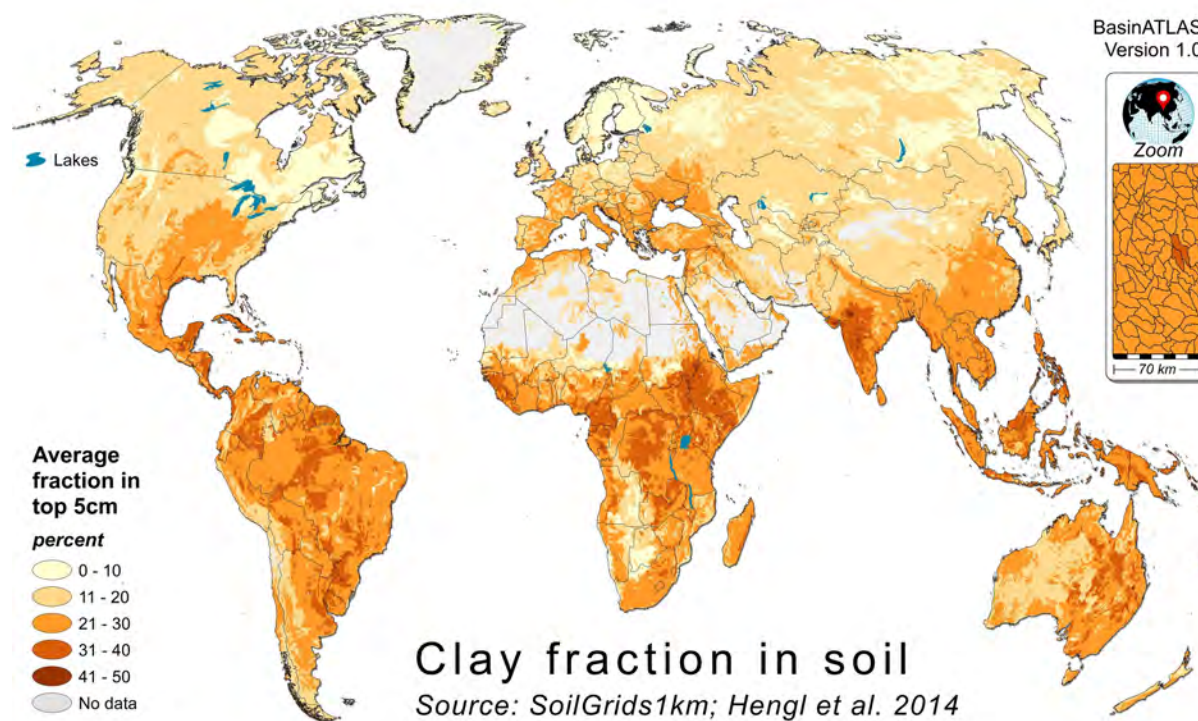 BasinATLAS
Version 1.0
Zoom
70 km
Lakes
Average
fraction in
top 5cm
percent
0 - 10
11 - 20
21 - 30
31 - 40
41 - 50
No data
Clay fraction in soil
Source: SoilGrids1km; Hengl et al. 2014